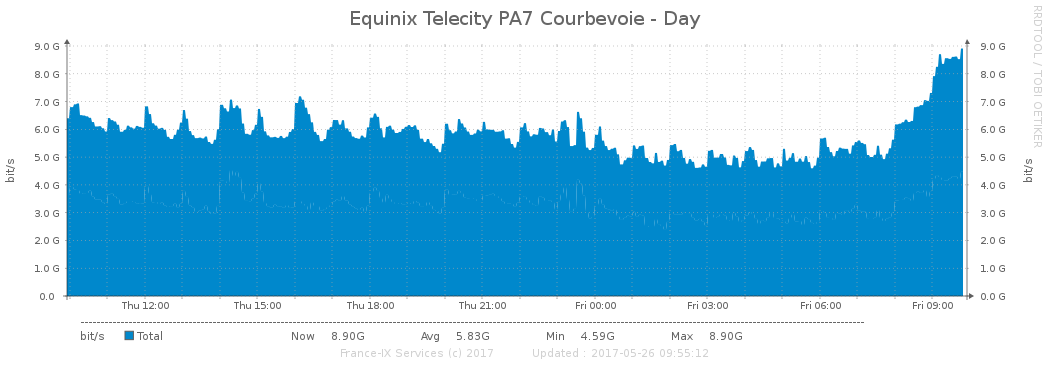 Equinix Telecity PA7 Courbevoie - Day
RRDTOOL / TOBI OETIKER
bit/s
9.0 G 9.0 G
8.0 G 8.0 G
7.0 G 7.0 G
6.0 G 6.0 G
5.0 G 5.0 G
4.0 G 4.0 G
3.0 G 3.0 G
2.0 G 2.0 G
1.0 G 1.0 G
0.0 0.0 G
bit/s
Thu 12:00 Thu 15:00 Thu 18:00 Thu 21:00 Fri 00:00 Fri 03:00 Fri 06:00 Fri 09:00
bit/s Total Now 8.90G Avg 5.83G Min 4.59G Max 8.90G
France-IX Services (c) 2017 Updated : 2017-05-26 09:55:12